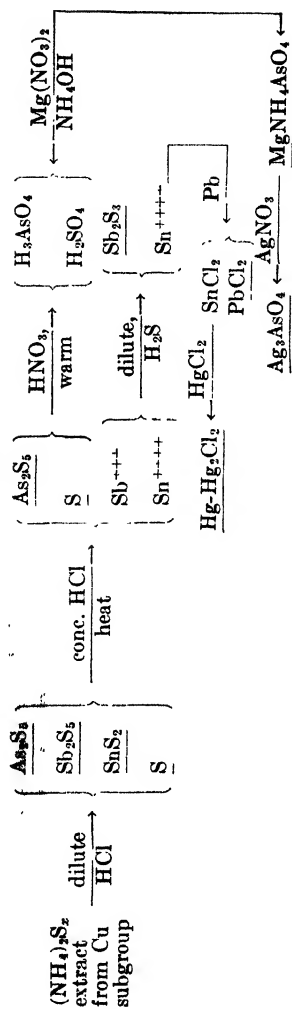 (NH₄)₂Sₓ
extract
from Cu
subgroup
dilute
HCl
As₂S₅
Sb₂S₅
SnS₂
S
conc. HCl
heat
As₂S₅
S
Sb+++
Sn++++
HNO₃,
warm
H₃AsO₄
H₂SO₄
Mg(NO₃)₂
NH₄OH
dilute,
H₂S
Sb₂S₃
Sn++++
Pb
SnCl₂
PbCl₂
HgCl₂
Hg-Hg₂Cl₂
MgNH₄AsO₄
AgNO₃
Ag₃AsO₄